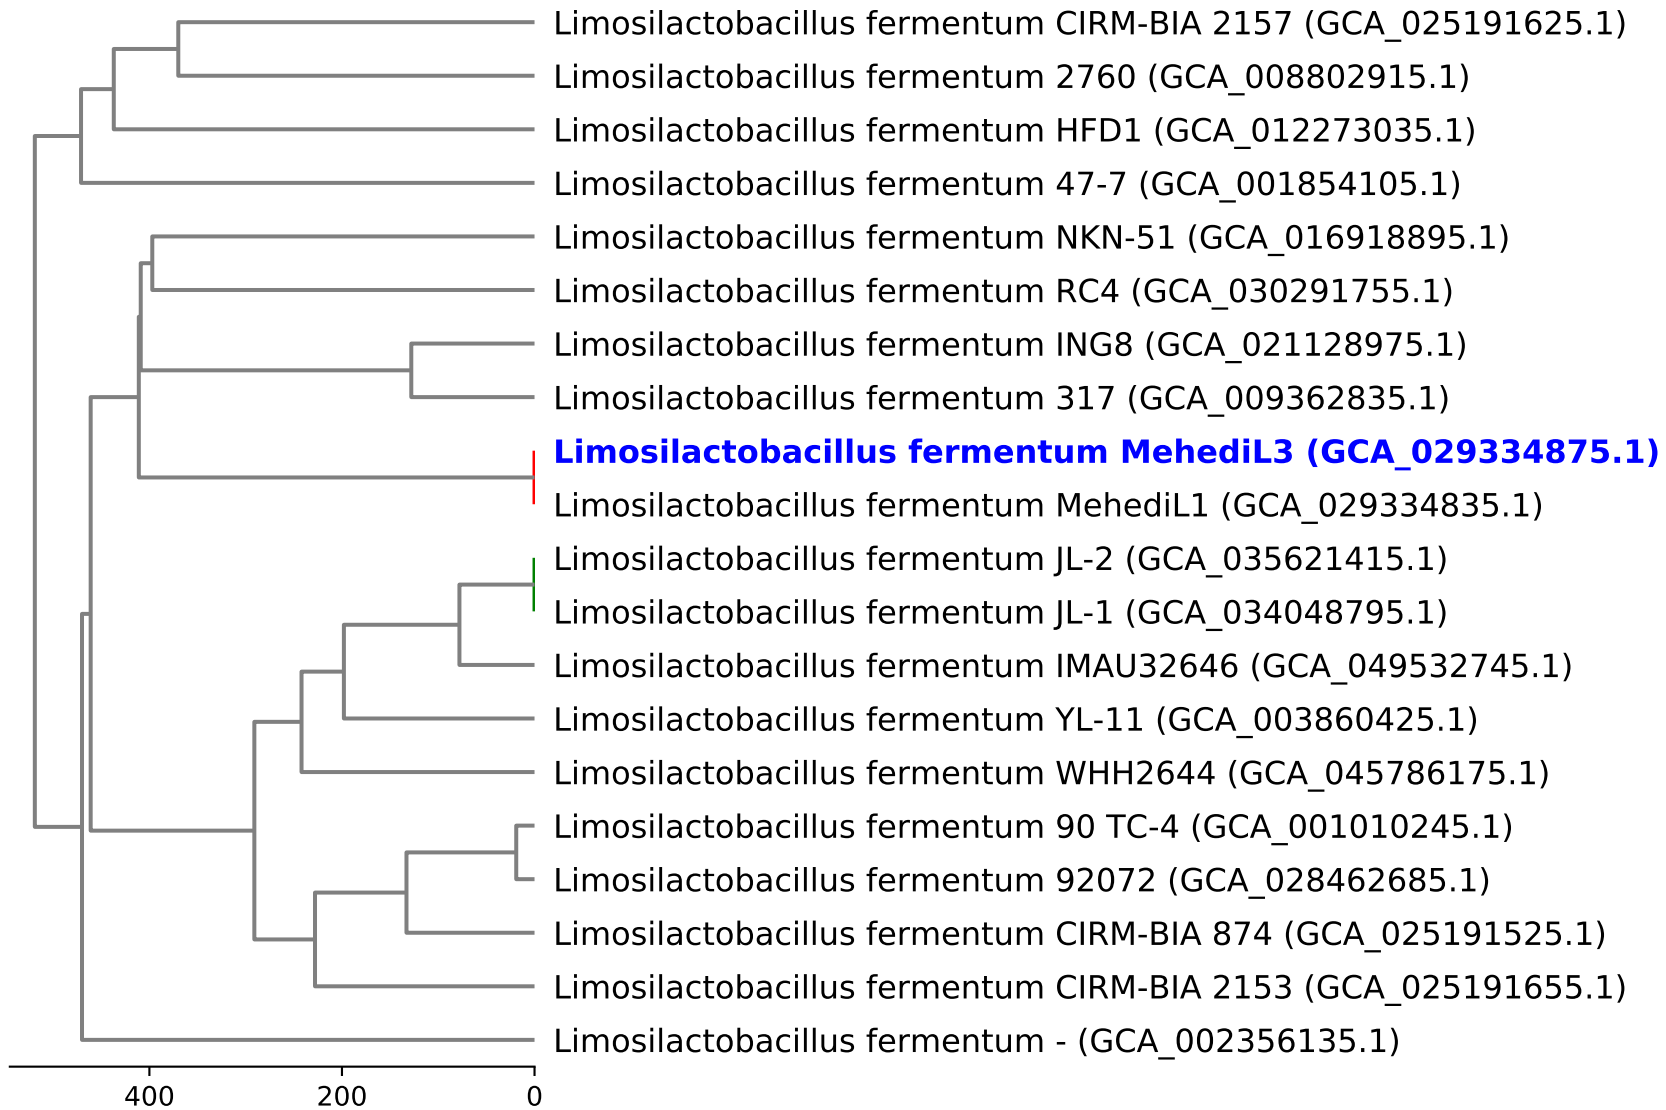 Limosilactobacillus fermentum CIRM-BIA 2157 (GCA_025191625.1)
Limosilactobacillus fermentum 2760 (GCA_008802915.1)
Limosilactobacillus fermentum HFD1 (GCA_012273035.1)
Limosilactobacillus fermentum 47-7 (GCA_001854105.1)
Limosilactobacillus fermentum NKN-51 (GCA_016918895.1)
Limosilactobacillus fermentum RC4 (GCA_030291755.1)
Limosilactobacillus fermentum ING8 (GCA_021128975.1)
Limosilactobacillus fermentum 317 (GCA_009362835.1)
Limosilactobacillus fermentum MehediL3 (GCA_029334875.1)
Limosilactobacillus fermentum MehediL1 (GCA_029334835.1)
Limosilactobacillus fermentum JL-2 (GCA_035621415.1)
Limosilactobacillus fermentum JL-1 (GCA_034048795.1)
Limosilactobacillus fermentum IMAU32646 (GCA_049532745.1)
Limosilactobacillus fermentum YL-11 (GCA_003860425.1)
Limosilactobacillus fermentum WHH2644 (GCA_045786175.1)
Limosilactobacillus fermentum 90 TC-4 (GCA_001010245.1)
Limosilactobacillus fermentum 92072 (GCA_028462685.1)
Limosilactobacillus fermentum CIRM-BIA 874 (GCA_025191525.1)
Limosilactobacillus fermentum CIRM-BIA 2153 (GCA_025191655.1)
Limosilactobacillus fermentum - (GCA_002356135.1)
400 200 0